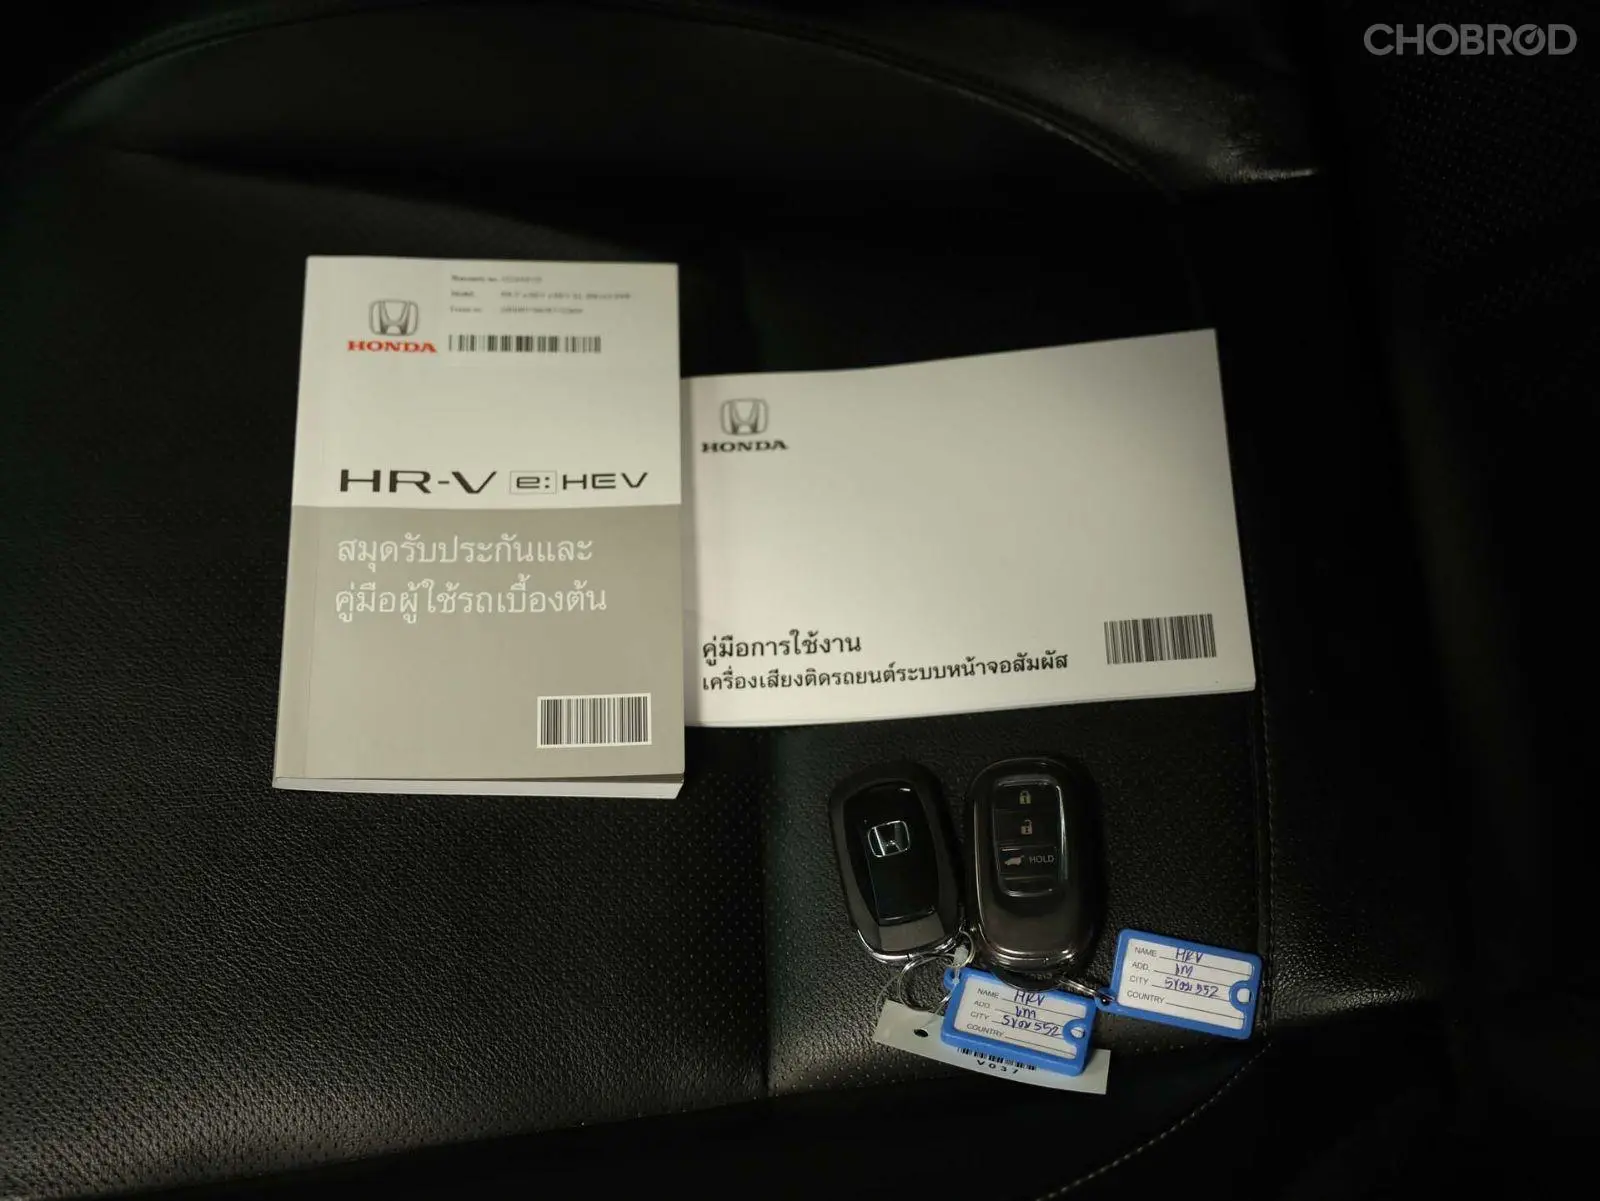 CHOBROD
Warranty no.
Model
HONDA
HR-V e:HEV
สมุดรับประกันและ
คู่มือผู้ใช้รถเบื้องต้น
HONDA
คู่มือการใช้งาน
เครื่องเสียงติดรถยนต์ระบบหน้าจอสัมผัส
HOLD
NAME HRV
ADD.
CITY
COUNTRY
NAME HRV
ADD.
CITY
COUNTRY
V037